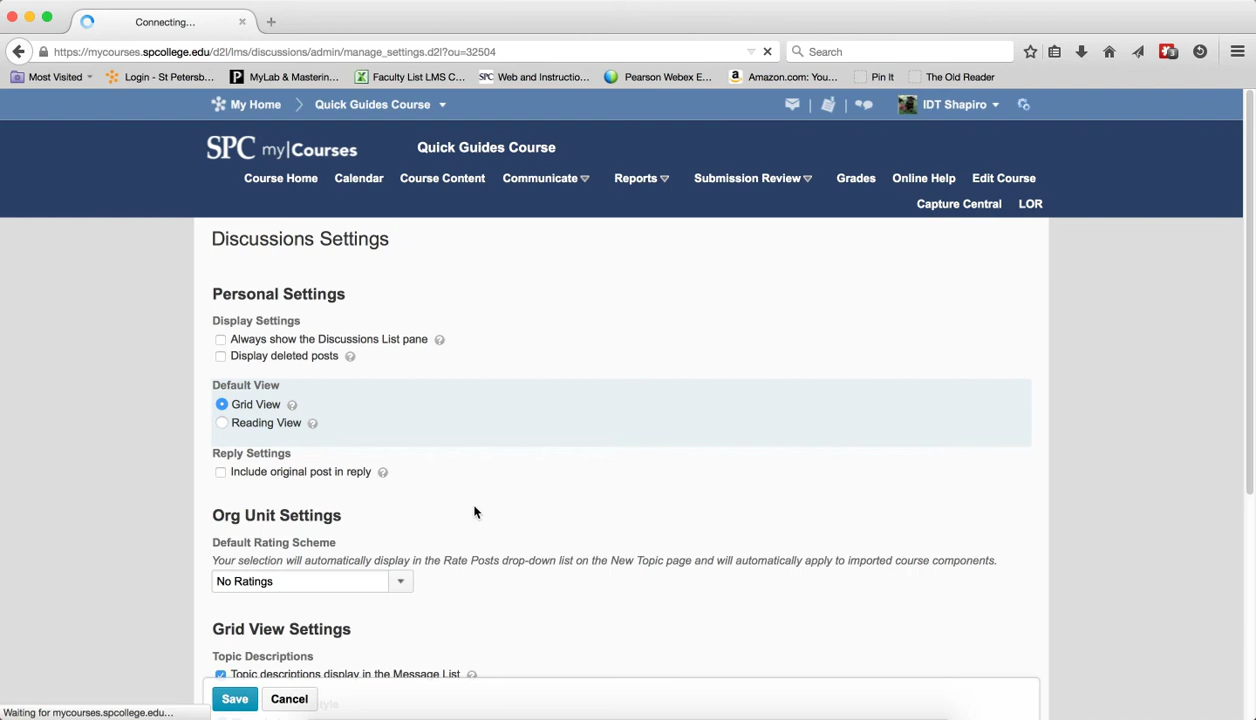 Connecting...
https://mycourses.spcollege.edu/d2l/lms/discussions/admin/manage_settings.d2l?ou=32504
Search
Most Visited
Login - St Petersb...
MyLab & Mastering...
Faculty List LMS C...
SPC Web and Instructio...
Pearson Webex E...
Amazon.com: You...
Pin It
The Old Reader
My Home
Quick Guides Course
IDT Shapiro
SPC my|Courses
Quick Guides Course
Course Home
Calendar
Course Content
Communicate
Reports
Submission Review
Grades
Online Help
Edit Course
Capture Central
LOR
Discussions Settings
Personal Settings
Display Settings
Always show the Discussions List pane
Display deleted posts
Default View
Grid View
Reading View
Reply Settings
Include original post in reply
Org Unit Settings
Default Rating Scheme
Your selection will automatically display in the Rate Posts drop-down list on the New Topic page and will automatically apply to imported course components.
No Ratings
Grid View Settings
Topic Descriptions
Topic descriptions display in the Message List
Save
Cancel
Waiting for mycourses.spcollege.edu...